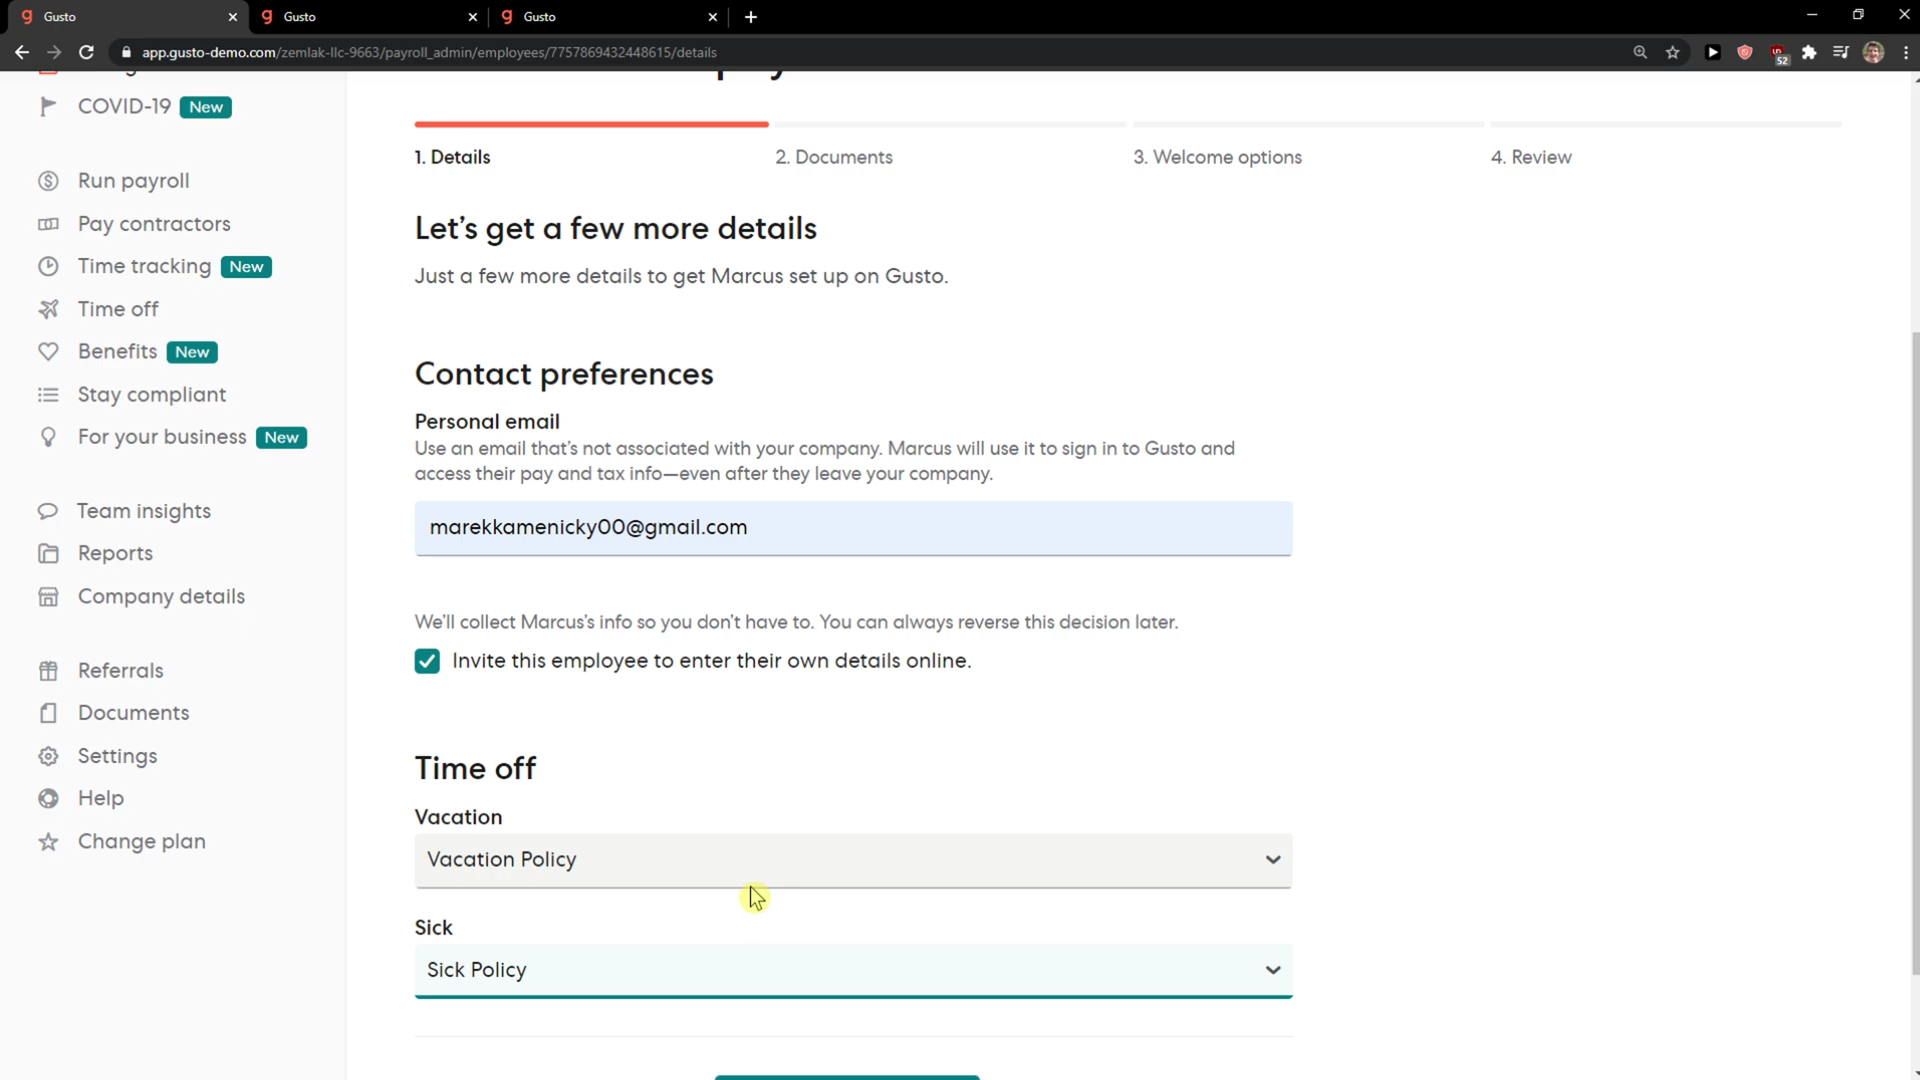 Gusto
Gusto
Gusto
app.gusto-demo.com/zemlak-llc-9663/payroll_admin/employees/7757869432448615/details
52
COVID-19 New
Run payroll
Pay contractors
Time tracking New
Time off
Benefits New
Stay compliant
For your business New
Team insights
Reports
Company details
Referrals
Documents
Settings
Help
Change plan
1. Details
2. Documents
3. Welcome options
4. Review
Let's get a few more details
Just a few more details to get Marcus set up on Gusto.
Contact preferences
Personal email
Use an email that's not associated with your company. Marcus will use it to sign in to Gusto and
access their pay and tax info—even after they leave your company.
marekkamenicky00@gmail.com
We'll collect Marcus's info so you don't have to. You can always reverse this decision later.
Invite this employee to enter their own details online.
Time off
Vacation
Vacation Policy
Sick
Sick Policy